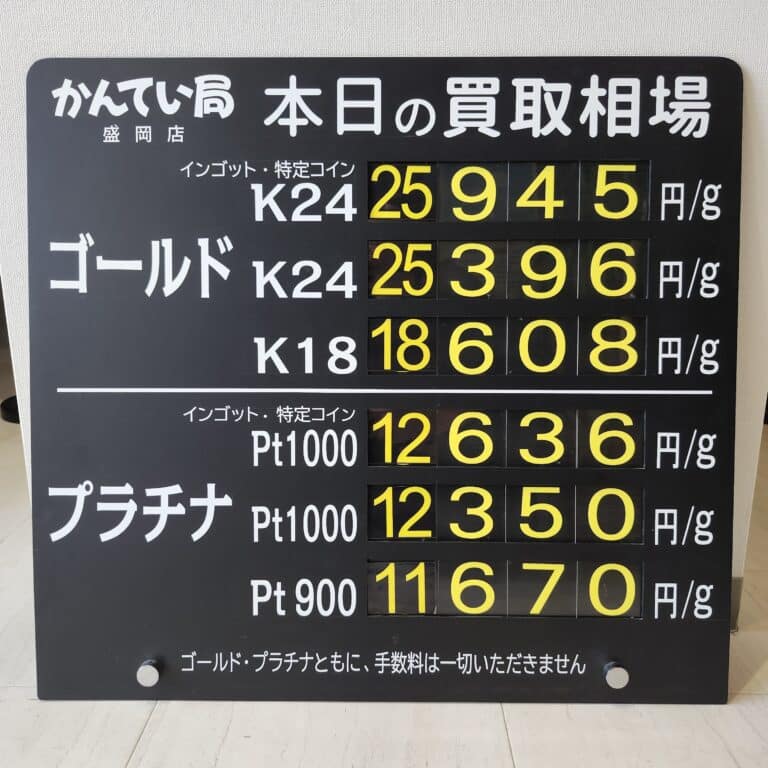 かんてい局 本日の買取相場
盛岡店
インゴット・特定コイン
K24 25945 円/g
ゴールド K24 25396 円/g
K18 18608 円/g
インゴット・特定コイン
Pt1000 12636 円/g
プラチナ Pt1000 12350 円/g
Pt900 11670 円/g
ゴールド・プラチナともに、手数料は一切いただきません